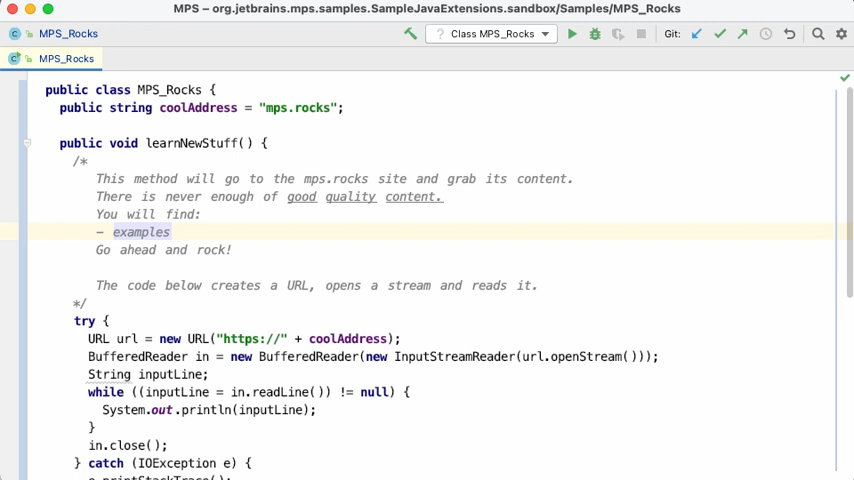 MPS – org.jetbrains.mps.samples.SampleJavaExtensions.sandbox/Samples/MPS_Rocks
MPS_Rocks
Class MPS_Rocks
Git:
MPS_Rocks
public class MPS_Rocks {
public string coolAddress = "mps.rocks";
public void learnNewStuff() {
/*
This method will go to the mps.rocks site and grab its content.
There is never enough of good quality content.
You will find:
- examples
Go ahead and rock!
The code below creates a URL, opens a stream and reads it.
*/
try {
URL url = new URL("https://" + coolAddress);
BufferedReader in = new BufferedReader(new InputStreamReader(url.openStream()));
String inputLine;
while ((inputLine = in.readLine()) != null) {
System.out.println(inputLine);
}
in.close();
} catch (IOException e) {
e.printStackTrace();